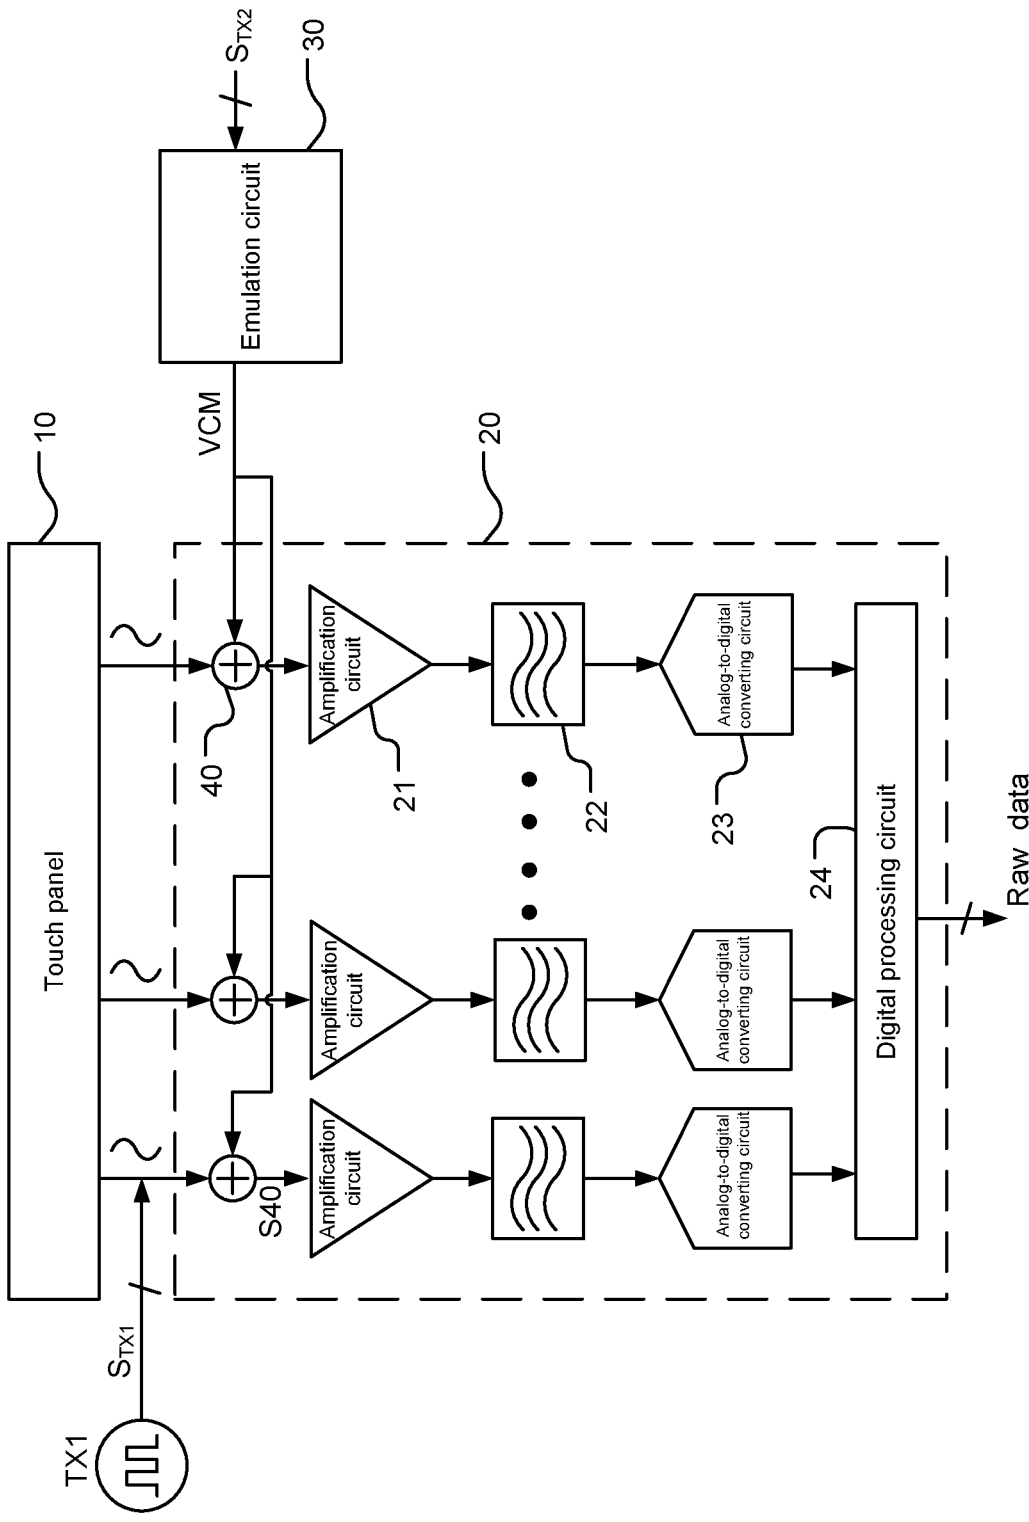 TX1
STX1
Touch panel
10
S40
40
VCM
Emulation circuit
30
STX2
20
Amplification
circuit
Amplification
circuit
Amplification
circuit
21
22
Analog-to-digital
converting circuit
Analog-to-digital
converting circuit
Analog-to-digital
converting circuit
23
24
Digital processing circuit
Raw data